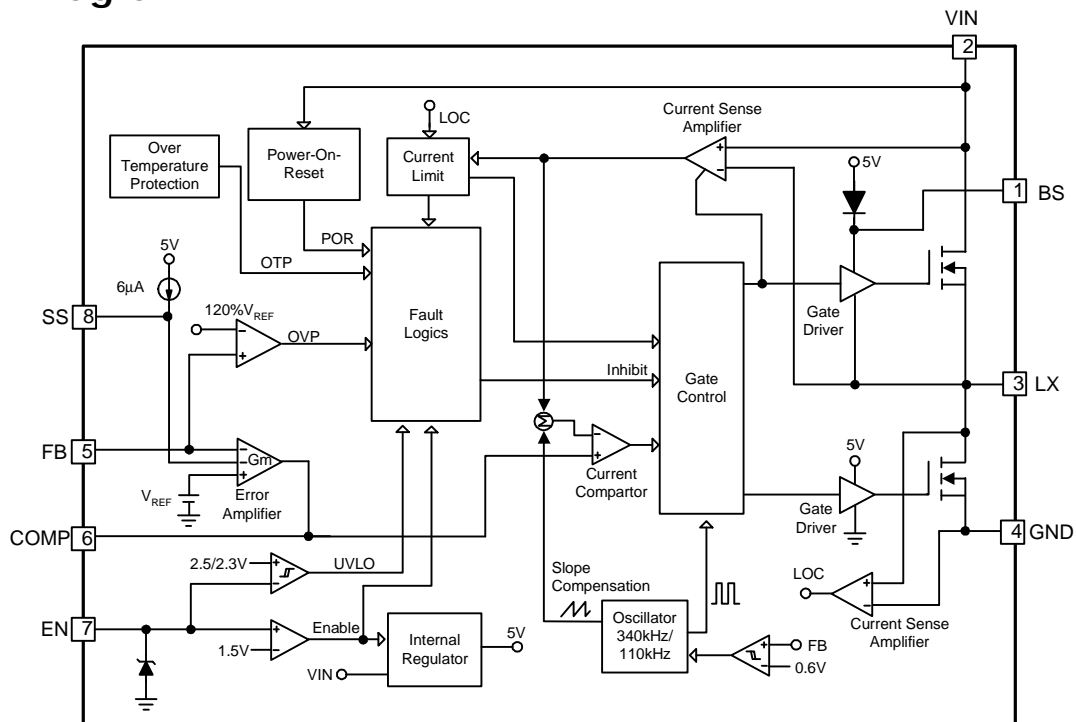 VIN
2
LOC
Current Sense
Amplifier
Over
Temperature
Protection
Power-On-
Reset
Current
Limit
5V
1
BS
POR
OTP
5V
6µA
SS
8
120%VREF
OVP
Fault
Logics
Gate
Driver
Inhibit
Gate
Control
3
LX
FB
5
Gm
Error
Amplifier
VREF
Σ
Current
Compartor
5V
Gate
Driver
COMP
6
4
GND
2.5/2.3V
UVLO
Slope
Compensation
LOC
Current Sense
Amplifier
EN
7
1.5V
Enable
Internal
Regulator
5V
VIN
Oscillator
340kHz/
110kHz
FB
0.6V